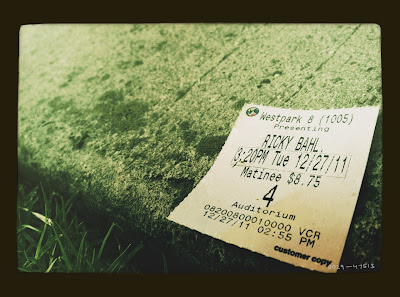 Westpark 8 (1005)
Presenting
RICKY BAHL,
3:20PM Tue 12/27/11
Matinee $8.75
4
Auditorium
08200800010000 VCR
12/27/11 02:55 PM
customer copy